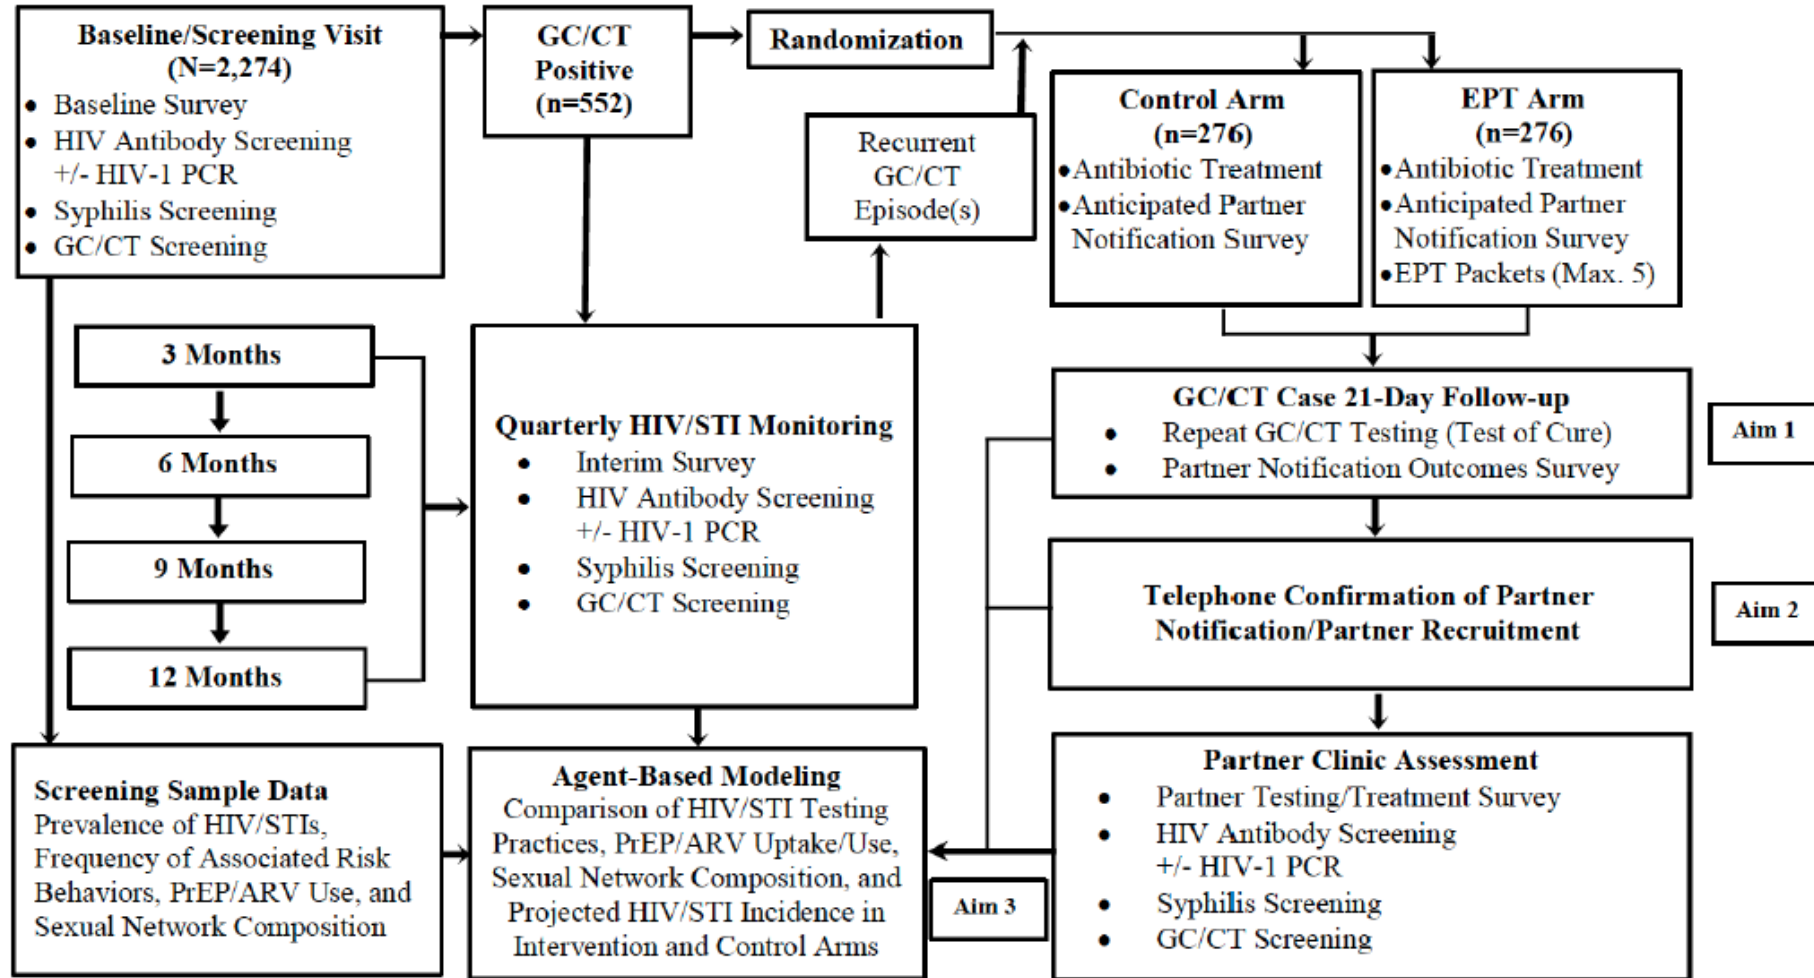 Baseline/Screening Visit
(N=2,274)
● Baseline Survey
● HIV Antibody Screening
+/- HIV-1 PCR
● Syphilis Screening
● GC/CT Screening
GC/CT
Positive
(n=552)
Randomization
Recurrent
GC/CT
Episode(s)
Control Arm
(n=276)
●Antibiotic Treatment
●Anticipated Partner
Notification Survey
EPT Arm
(n=276)
●Antibiotic Treatment
●Anticipated Partner
Notification Survey
●EPT Packets (Max. 5)
3 Months
6 Months
9 Months
12 Months
Quarterly HIV/STI Monitoring
● Interim Survey
● HIV Antibody Screening
+/- HIV-1 PCR
● Syphilis Screening
● GC/CT Screening
GC/CT Case 21-Day Follow-up
● Repeat GC/CT Testing (Test of Cure)
● Partner Notification Outcomes Survey
Aim 1
Telephone Confirmation of Partner
Notification/Partner Recruitment
Aim 2
Screening Sample Data
Prevalence of HIV/STIs,
Frequency of Associated Risk
Behaviors, PrEP/ARV Use, and
Sexual Network Composition
Agent-Based Modeling
Comparison of HIV/STI Testing
Practices, PrEP/ARV Uptake/Use,
Sexual Network Composition, and
Projected HIV/STI Incidence in
Intervention and Control Arms
Aim 3
Partner Clinic Assessment
● Partner Testing/Treatment Survey
● HIV Antibody Screening
+/- HIV-1 PCR
● Syphilis Screening
● GC/CT Screening